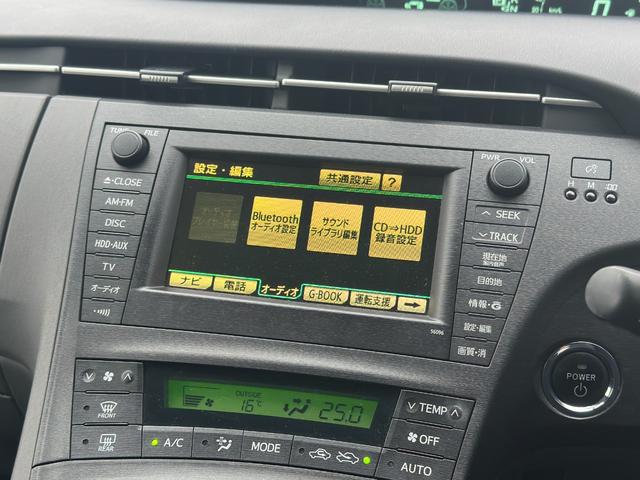 TUNE FILE
PWR VOL
設定・編集
共通設定 ?
Bluetooth
オーディオ設定
サウンド
ライブラリ編集
CD⇒HDD
録音設定
ナビ
電話
オーディオ
G-BOOK
運転支援
CLOSE
AM・FM
DISC
HDD・AUX
TV
オーディオ
SEEK
TRACK
現在地
目的地
情報・G
設定・編集
画質・消
56096
H M
POWER
FRONT
REAR
OUTSIDE
16℃
25.0
TEMP
OFF
A/C
MODE
AUTO